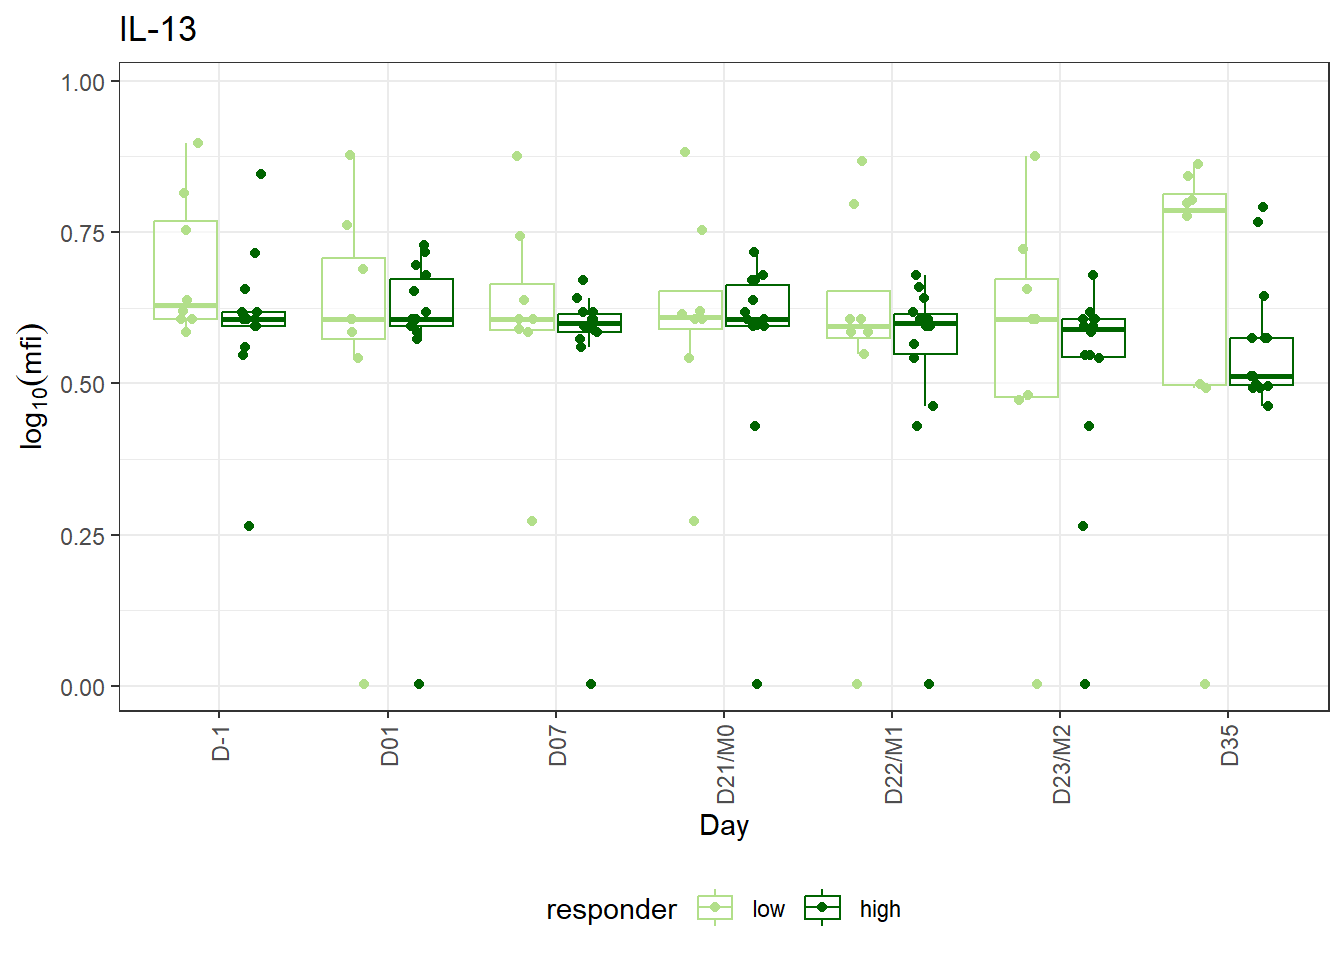 IL-13
1.00
0.75
0.50
0.25
0.00
log10(mfi)
D-1
D01
D07
D21/M0
D22/M1
D23/M2
D35
Day
responder low high